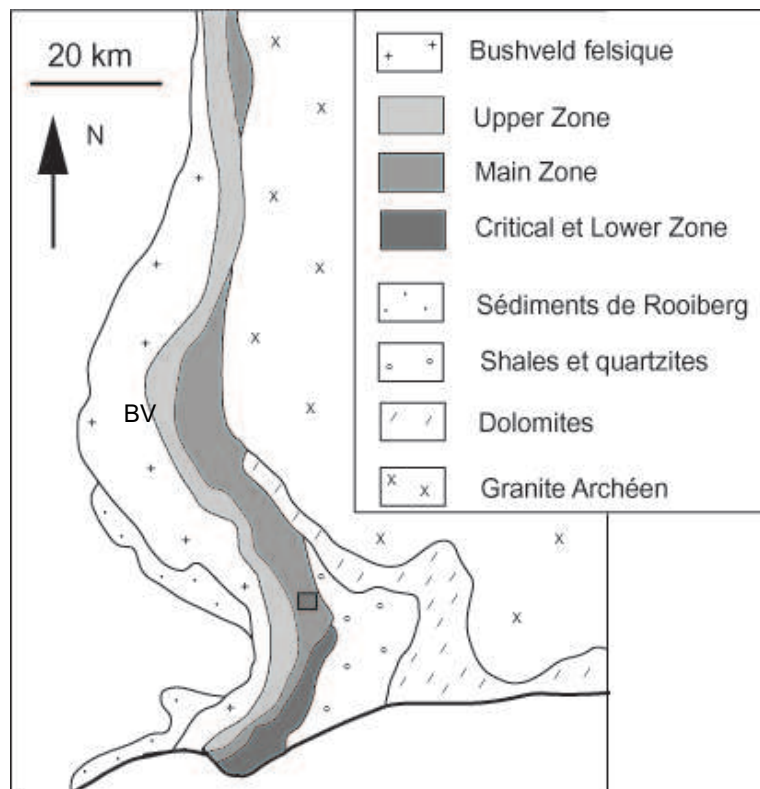 20 km
N
BV
Bushveld felsique
Upper Zone
Main Zone
Critical et Lower Zone
Sédiments de Rooiberg
Shales et quartzites
Dolomites
Granite Archéen